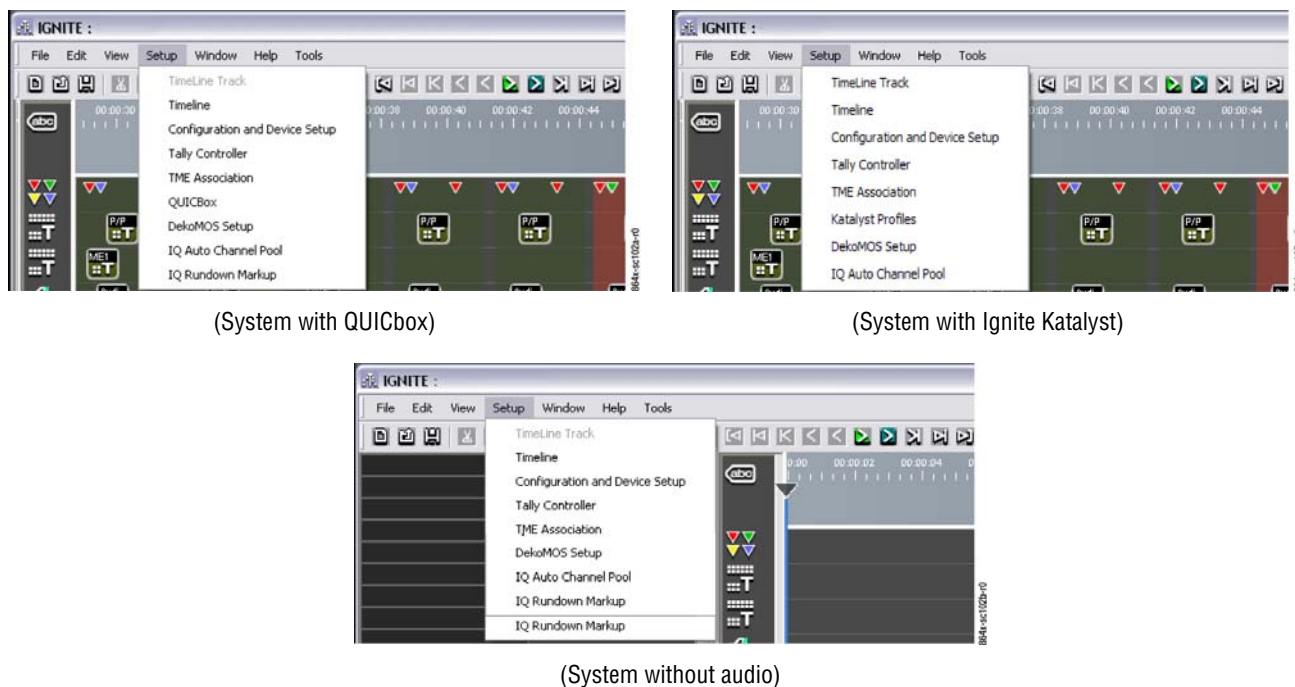 IGNITE :
File Edit View Setup Window Help Tools
TimeLine Track
Timeline
Configuration and Device Setup
Tally Controller
TME Association
QUICBox
DekoMOS Setup
IQ Auto Channel Pool
IQ Rundown Markup
abc
00:00:30
0:00:38 00:00:40 00:00:42 00:00:44
P/P
T
P/P
T
P/P
T
T
ME1
T
T
864x-sc102a-r0
(System with QUICbox)
IGNITE :
File Edit View Setup Window Help Tools
TimeLine Track
Timeline
Configuration and Device Setup
Tally Controller
TME Association
Katalyst Profiles
DekoMOS Setup
IQ Auto Channel Pool
abc
00:00:30
0:00:38 00:00:40 00:00:42 00:00:44
P/P
T
P/P
T
P/P
T
T
ME1
T
T
(System with Ignite Katalyst)
IGNITE :
File Edit View Setup Window Help Tools
TimeLine Track
Timeline
Configuration and Device Setup
Tally Controller
TME Association
DekoMOS Setup
IQ Auto Channel Pool
IQ Rundown Markup
IQ Rundown Markup
abc
0:00 00:00:02 00:00:04
T
T
864x-sc102b-r0
(System without audio)